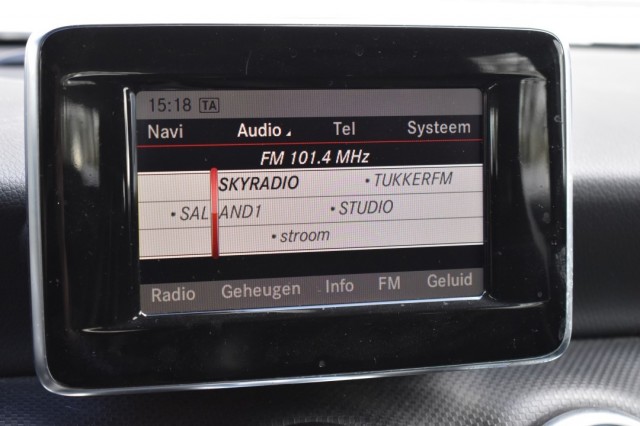 15:18 TA
Navi Audio Tel Systeem
FM 101.4 MHz
SKYRADIO • TUKKERFM
• SALLAND1 • STUDIO
• stroom
Radio Geheugen Info FM Geluid